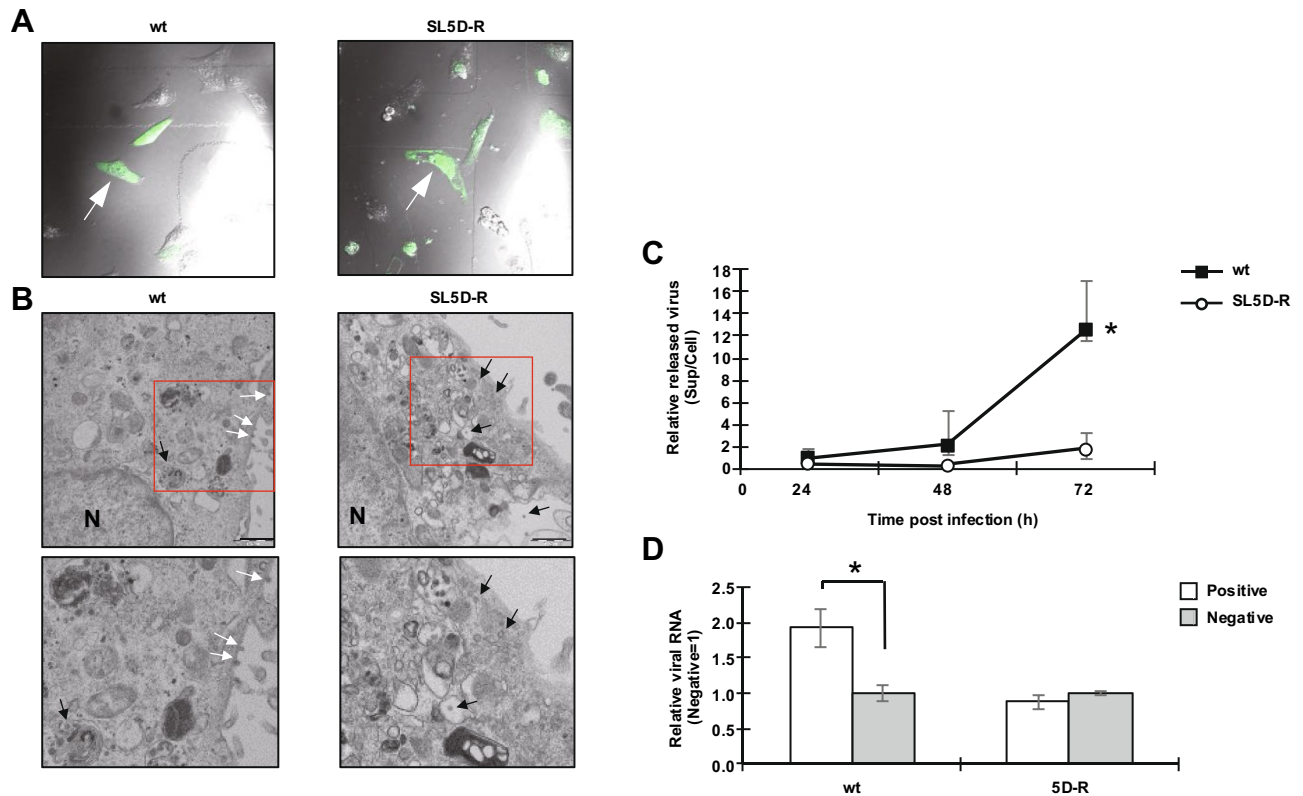 A
wt
SL5D-R
B
wt
SL5D-R
N
N
C
Relative released virus
(Sup/Cell)
18
16
14
12
10
8
6
4
2
0
0
24
48
72
*
Time post infection (h)
wt
SL5D-R
D
Relative viral RNA
(Negative=1)
2.5
2.0
1.5
1.0
0.5
0.0
*
wt
5D-R
Positive
Negative